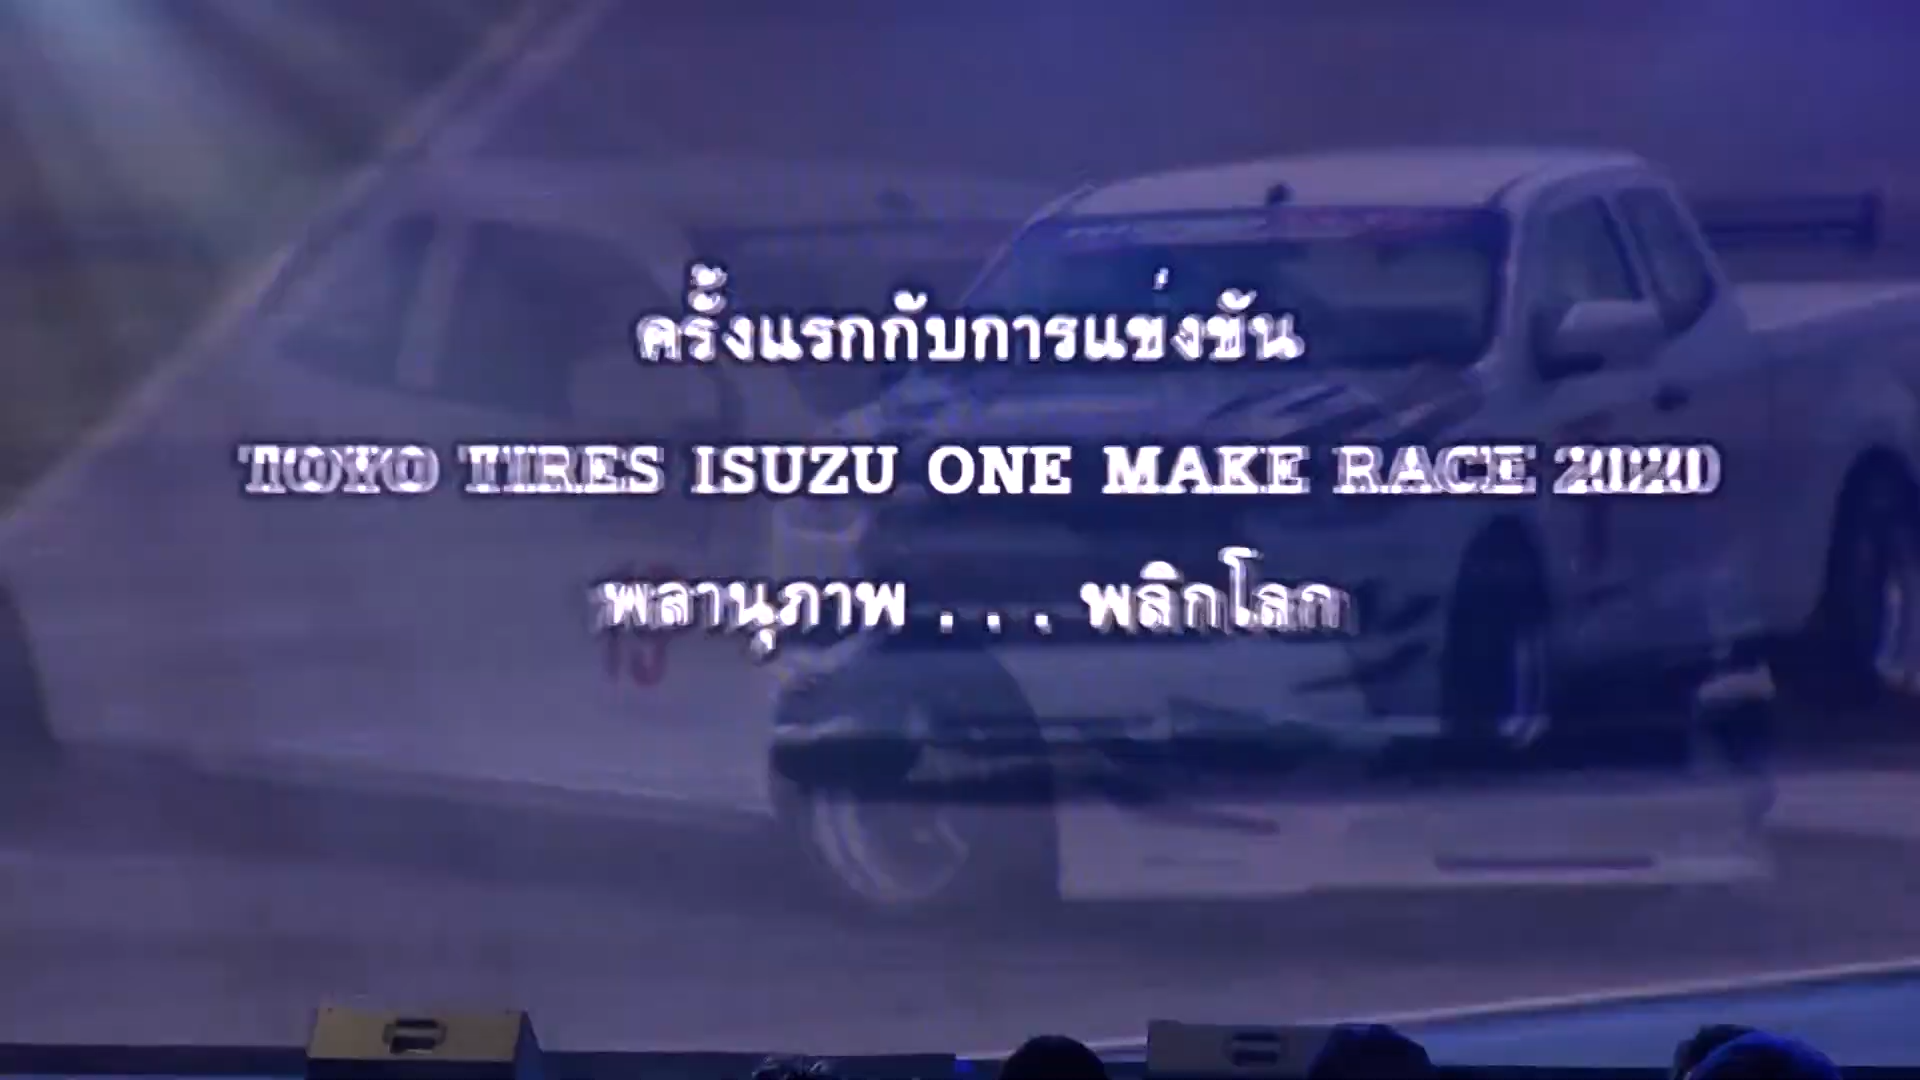 ครั้งแรกกับการแข่งขัน
TOYO TIRES ISUZU ONE MAKE RACE 2020
พลานุภาพ . . . พลิกโลก